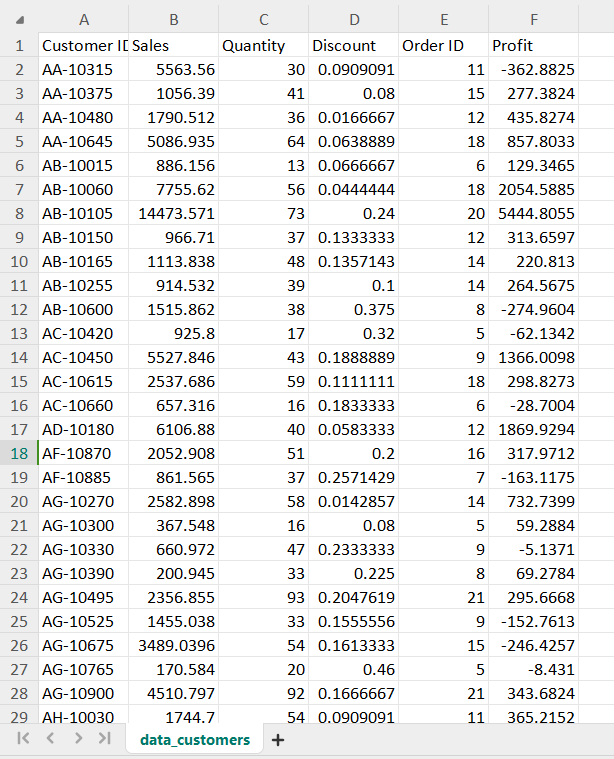 A B C D E F
1 Customer ID Sales Quantity Discount Order ID Profit
2 AA-10315 5563.56 30 0.0909091 11 -362.8825
3 AA-10375 1056.39 41 0.08 15 277.3824
4 AA-10480 1790.512 36 0.0166667 12 435.8274
5 AA-10645 5086.935 64 0.0638889 18 857.8033
6 AB-10015 886.156 13 0.0666667 6 129.3465
7 AB-10060 7755.62 56 0.0444444 18 2054.5885
8 AB-10105 14473.571 73 0.24 20 5444.8055
9 AB-10150 966.71 37 0.1333333 12 313.6597
10 AB-10165 1113.838 48 0.1357143 14 220.813
11 AB-10255 914.532 39 0.1 14 264.5675
12 AB-10600 1515.862 38 0.375 8 -274.9604
13 AC-10420 925.8 17 0.32 5 -62.1342
14 AC-10450 5527.846 43 0.1888889 9 1366.0098
15 AC-10615 2537.686 59 0.1111111 18 298.8273
16 AC-10660 657.316 16 0.1833333 6 -28.7004
17 AD-10180 6106.88 40 0.0583333 12 1869.9294
18 AF-10870 2052.908 51 0.2 16 317.9712
19 AF-10885 861.565 37 0.2571429 7 -163.1175
20 AG-10270 2582.898 58 0.0142857 14 732.7399
21 AG-10300 367.548 16 0.08 5 59.2884
22 AG-10330 660.972 47 0.2333333 9 -5.1371
23 AG-10390 200.945 33 0.225 8 69.2784
24 AG-10495 2356.855 93 0.2047619 21 295.6668
25 AG-10525 1455.038 33 0.1555556 9 -152.7613
26 AG-10675 3489.0396 54 0.1613333 15 -246.4257
27 AG-10765 170.584 20 0.46 5 -8.431
28 AG-10900 4510.797 92 0.1666667 21 343.6824
29 AH-10030 1744.7 54 0.0909091 11 365.2152
data_customers